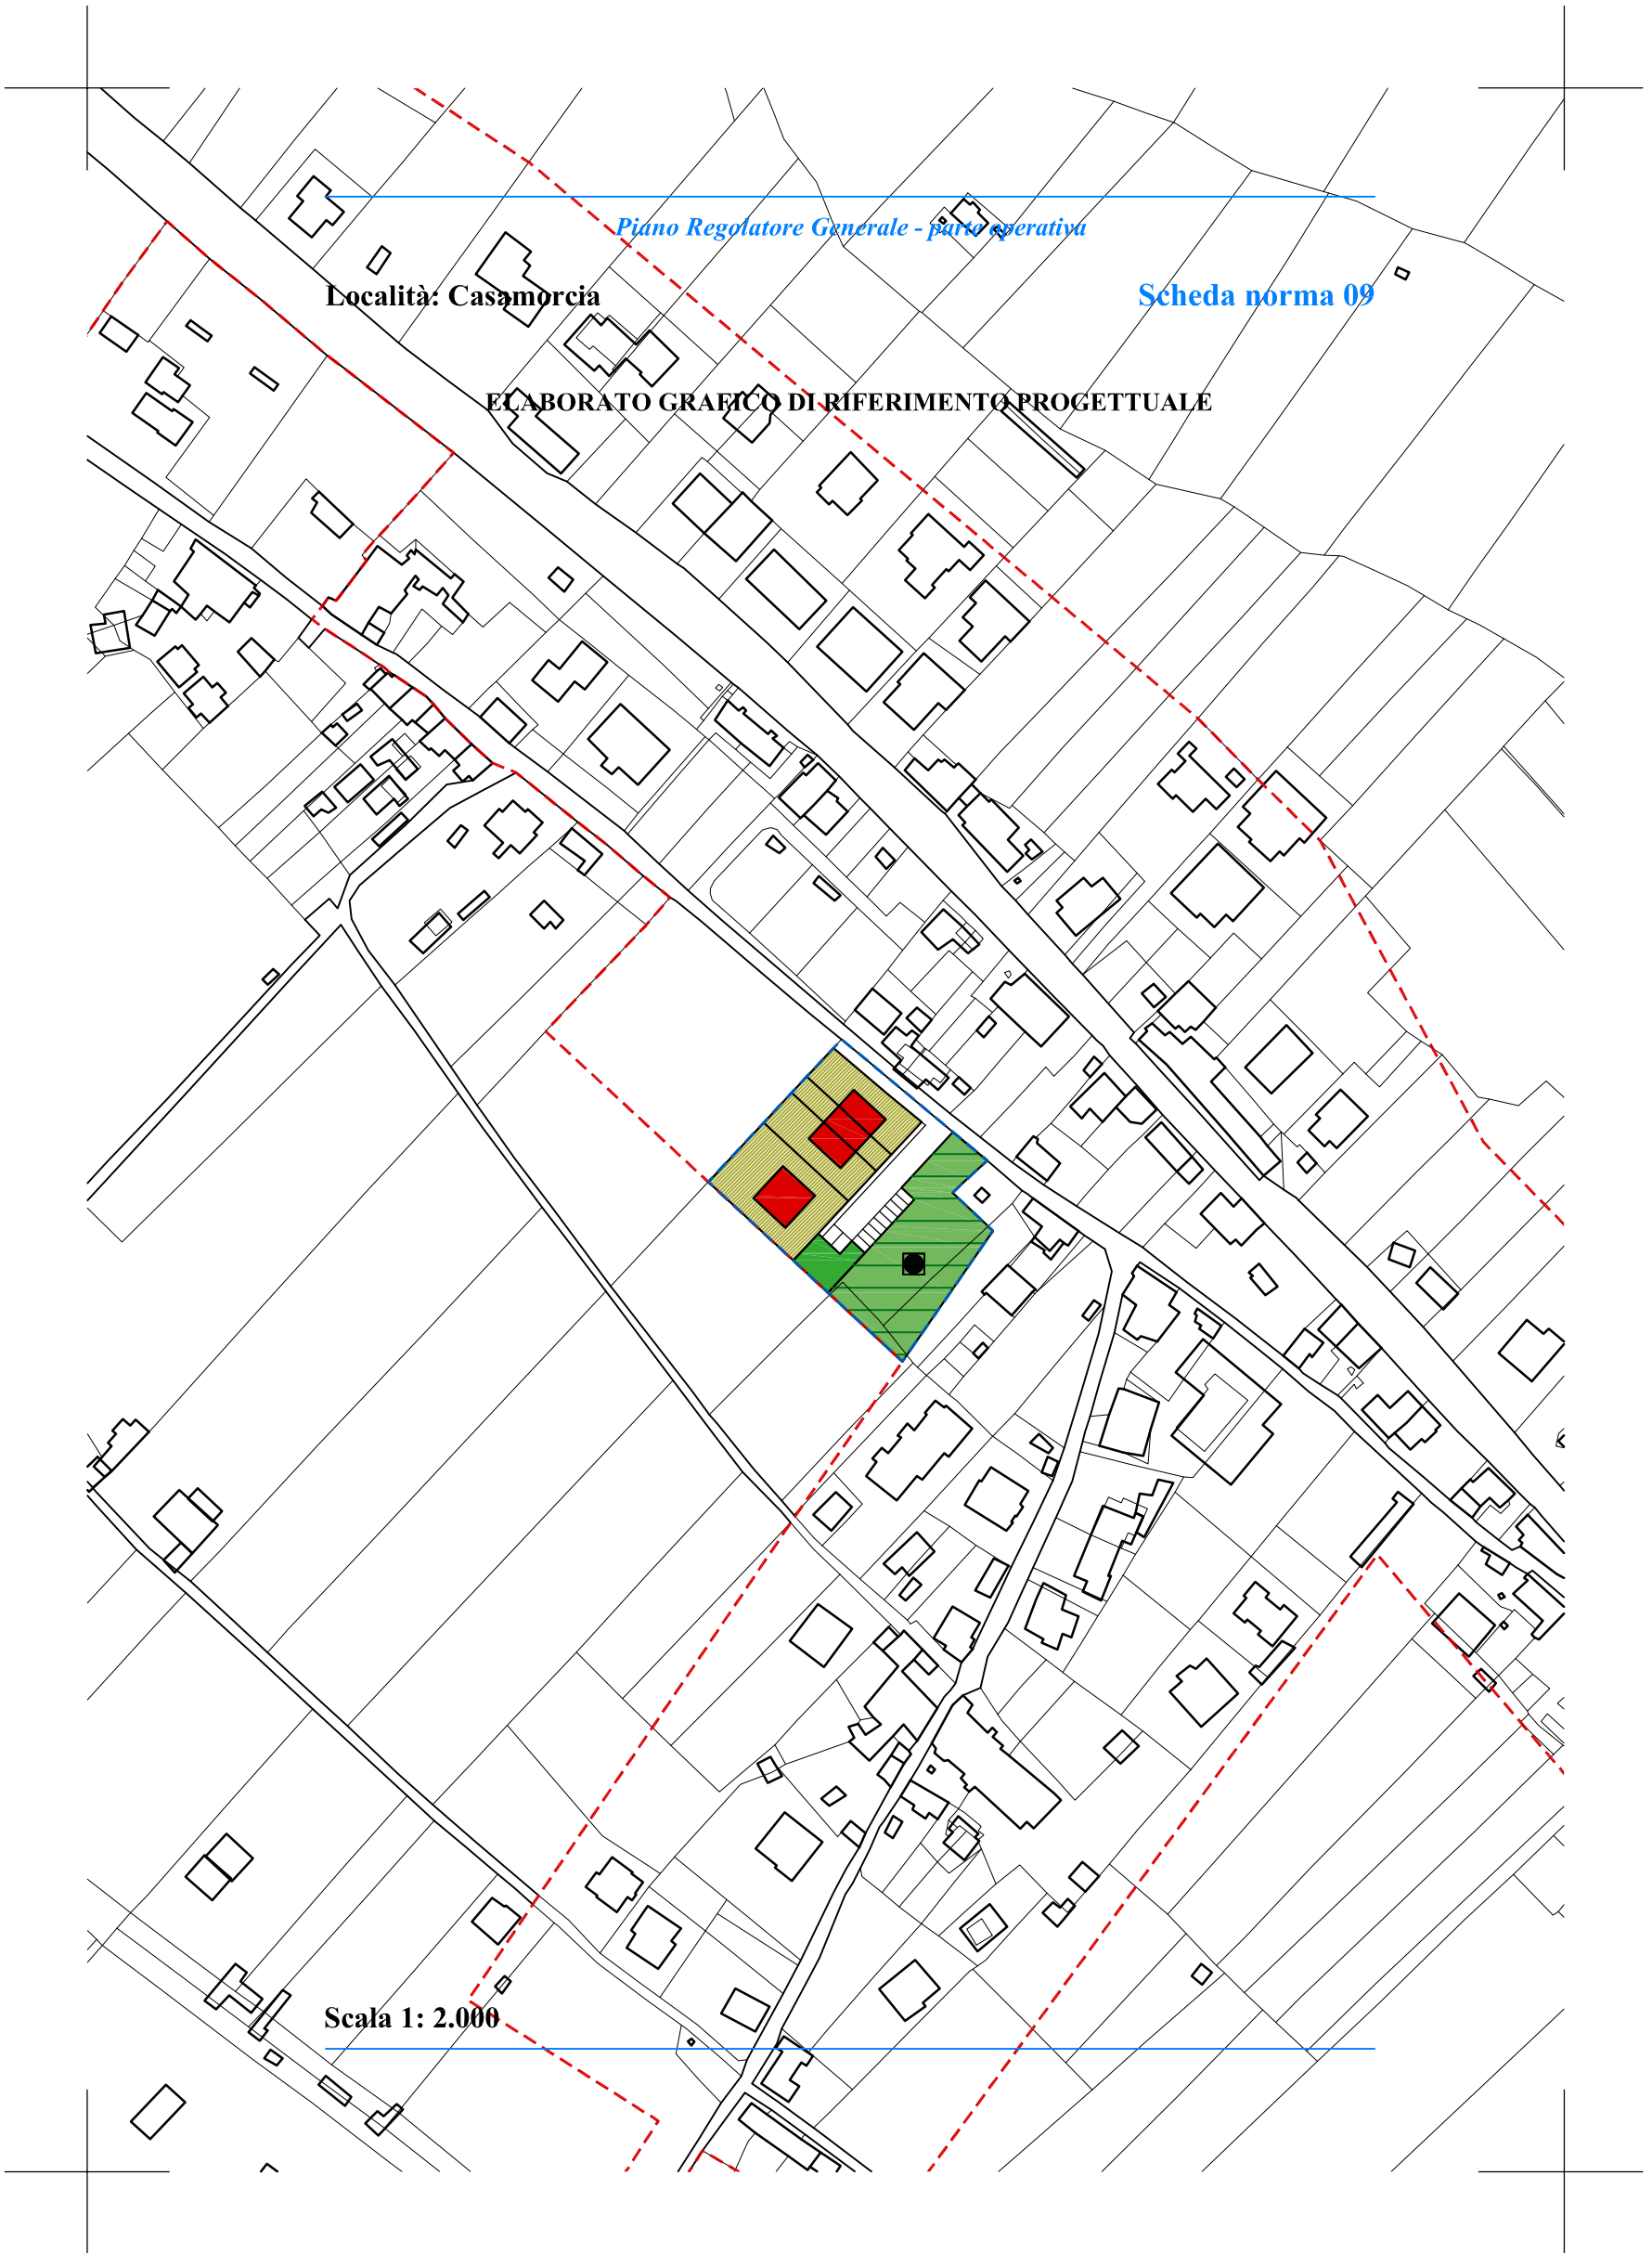 Piano Regolatore Generale - parte operativa
Località: Casamorcia
Scheda norma 09
ELABORATO GRAFICO DI RIFERIMENTO PROGETTUALE
Scala 1: 2.000